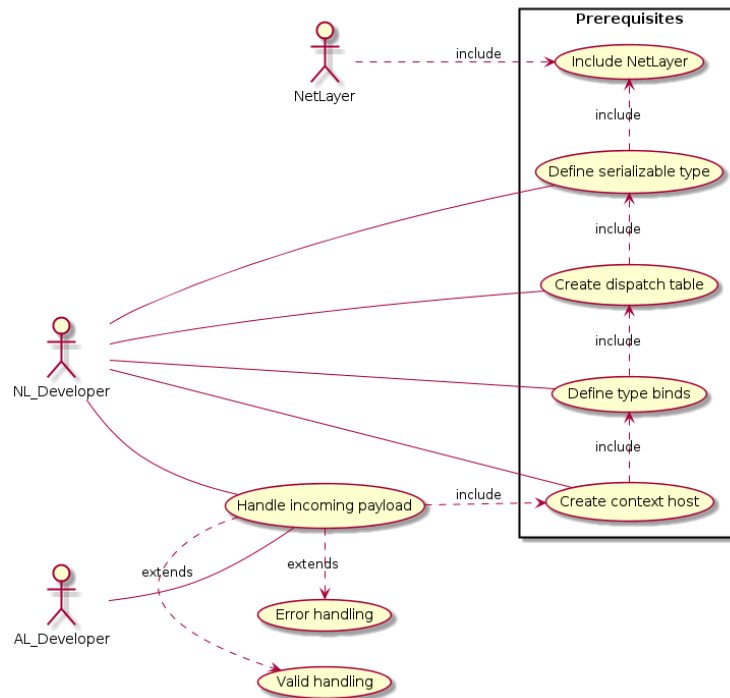 Prerequisites
include
Include NetLayer
NetLayer
include
Define serializable type
include
Create dispatch table
include
NL_Developer
Define type binds
include
Handle incoming payload
include
Create context host
extends
extends
AL_Developer
Error handling
Valid handling